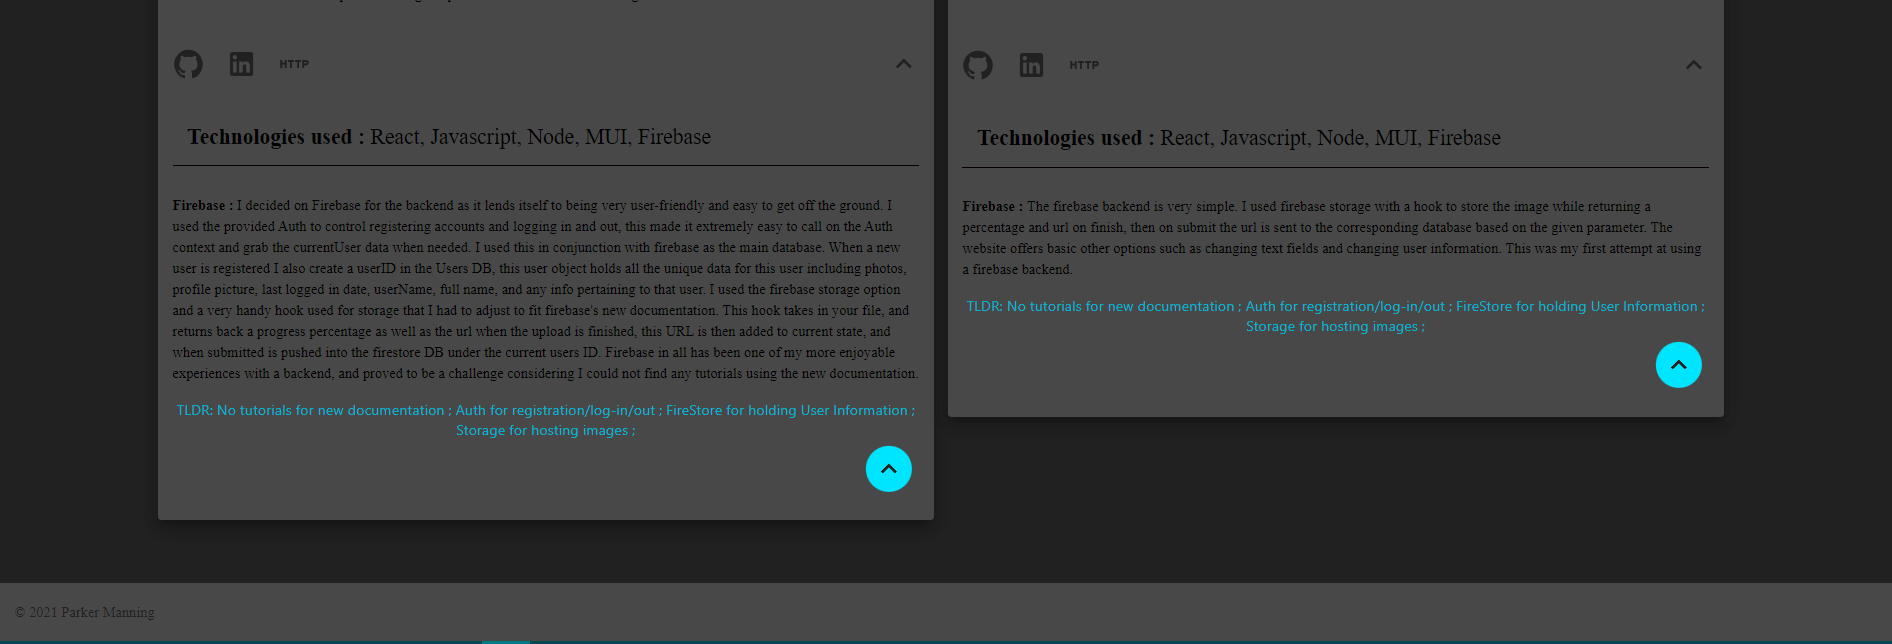 HTTP
Technologies used : React, Javascript, Node, MUI, Firebase
Firebase : I decided on Firebase for the backend as it lends itself to being very user-friendly and easy to get off the ground. I
used the provided Auth to control registering accounts and logging in and out, this made it extremely easy to call on the Auth
context and grab the currentUser data when needed. I used this in conjunction with firebase as the main database. When a new
user is registered I also create a userID in the Users DB, this user object holds all the unique data for this user including photos,
profile picture, last logged in date, userName, full name, and any info pertaining to that user. I used the firebase storage option
and a very handy hook used for storage that I had to adjust to fit firebase's new documentation. This hook takes in your file, and
returns back a progress percentage as well as the url when the upload is finished, this URL is then added to current state, and
when submitted is pushed into the firestore DB under the current users ID. Firebase in all has been one of my more enjoyable
experiences with a backend, and proved to be a challenge considering I could not find any tutorials using the new documentation.
TLDR: No tutorials for new documentation ; Auth for registration/log-in/out ; FireStore for holding User Information ;
Storage for hosting images ;
HTTP
Technologies used : React, Javascript, Node, MUI, Firebase
Firebase : The firebase backend is very simple. I used firebase storage with a hook to store the image while returning a
percentage and url on finish, then on submit the url is sent to the corresponding database based on the given parameter. The
website offers basic other options such as changing text fields and changing user information. This was my first attempt at using
a firebase backend.
TLDR: No tutorials for new documentation ; Auth for registration/log-in/out ; FireStore for holding User Information ;
Storage for hosting images ;
© 2021 Parker Manning